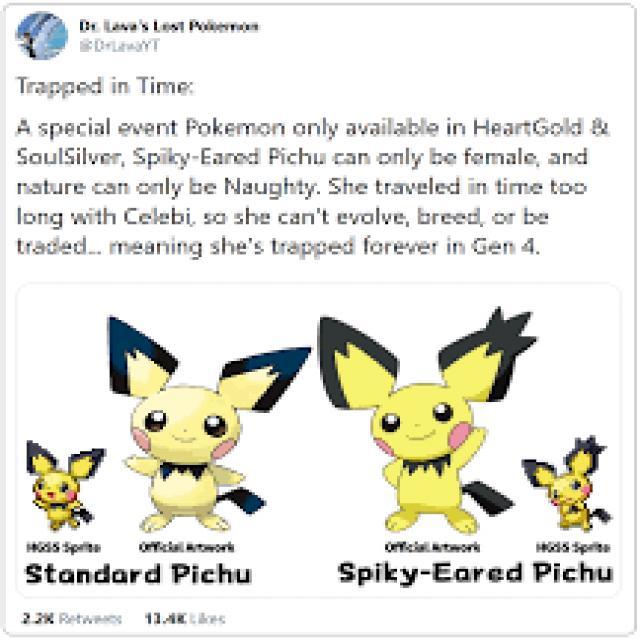 Dr. Lava's Lost Pokemon
@DrLavaYT
Trapped in Time:
A special event Pokemon only available in HeartGold &
SoulSilver, Spiky-Eared Pichu can only be female, and
nature can only be Naughty. She traveled in time too
long with Celebi, so she can't evolve, breed, or be
traded... meaning she's trapped forever in Gen 4.
HGSS Sprite Official Artwork Official Artwork HGSS Sprite
Standard Pichu Spiky-Eared Pichu
2.2K Retweets 13.4K Likes